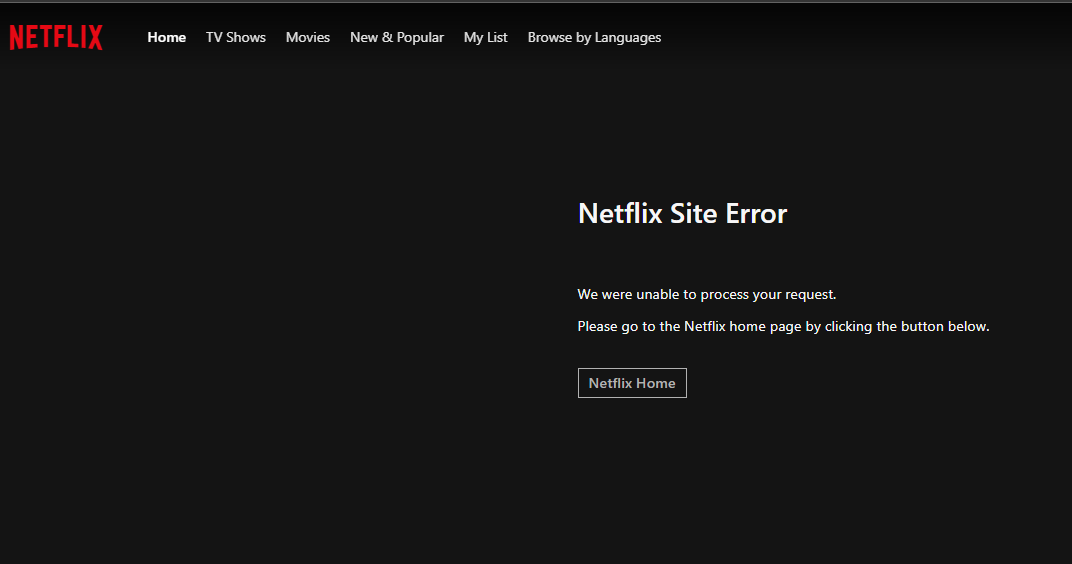 NETFLIX Home TV Shows Movies New & Popular My List Browse by Languages
Netflix Site Error
We were unable to process your request.
Please go to the Netflix home page by clicking the button below.
Netflix Home